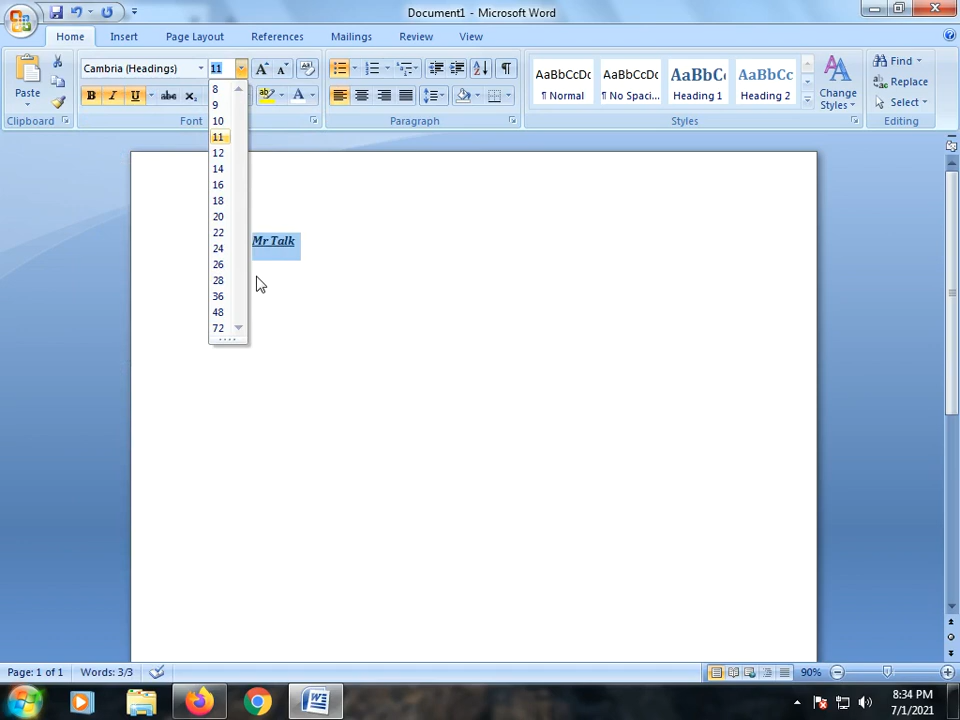 Document1 - Microsoft Word
Home Insert Page Layout References Mailings Review View
Paste
Clipboard
Cambria (Headings) 11
B I U abc X,
Font
Paragraph
AaBbCcDc AaBbCcDc AaBbC AaBbCc
¶ Normal ¶ No Spaci... Heading 1 Heading 2
Change
Styles
Styles
Find
Replace
Select
Editing
8
9
10
11
12
14
16
18
20
22
24
26
28
36
48
72
Mr Talk
Page: 1 of 1 Words: 3/3 90%
8:34 PM
7/1/2021